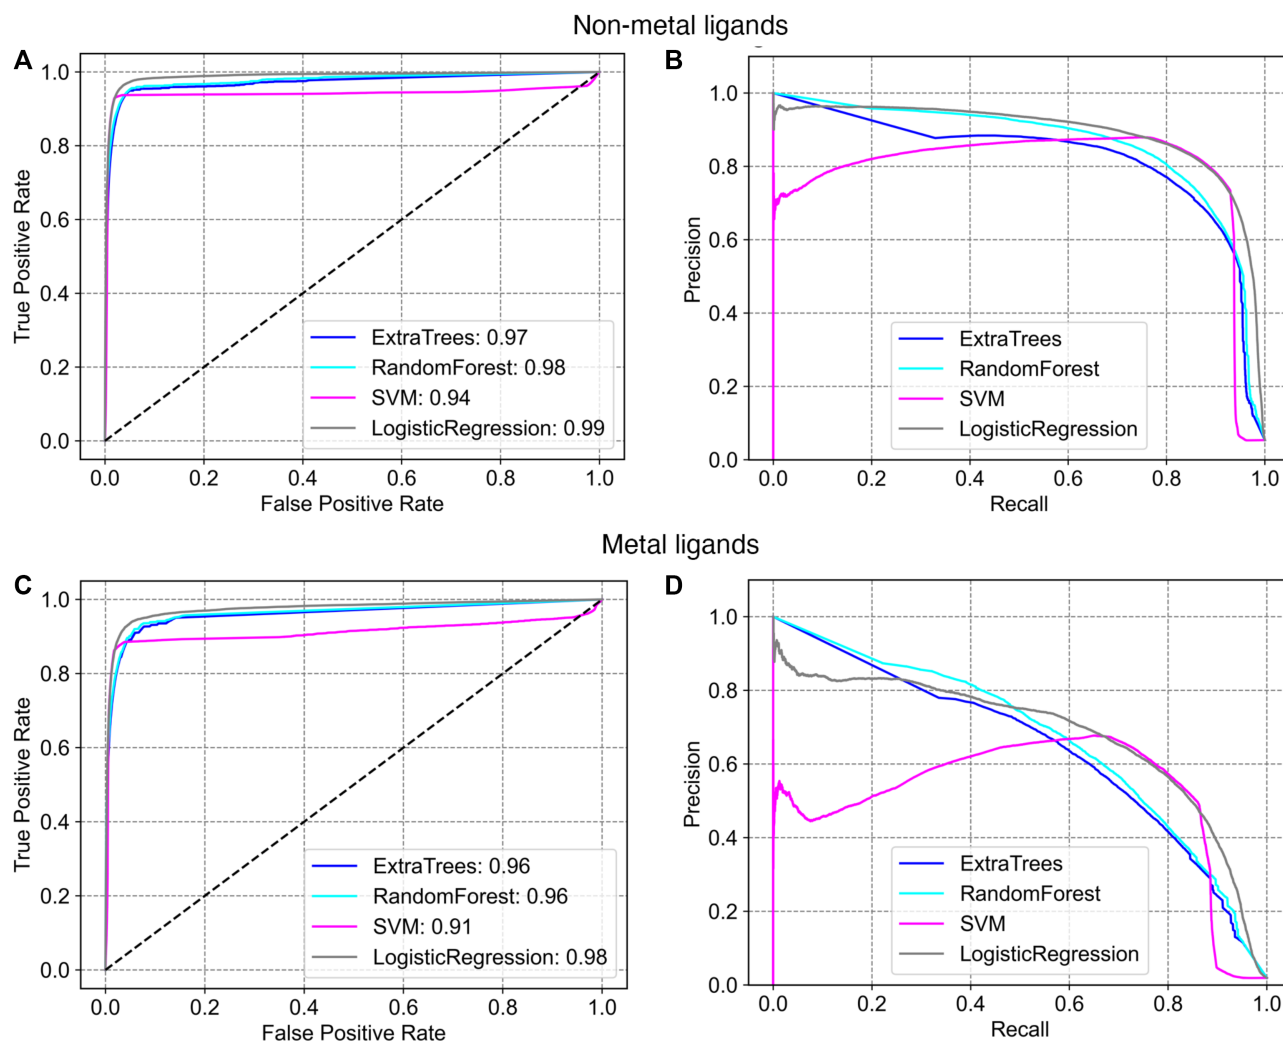 Non-metal ligands
A
1.0
0.8
0.6
0.4
0.2
0.0
True Positive Rate
ExtraTrees: 0.97
RandomForest: 0.98
SVM: 0.94
LogisticRegression: 0.99
0.0 0.2 0.4 0.6 0.8 1.0
False Positive Rate
B
1.0
0.8
0.6
0.4
0.2
0.0
Precision
ExtraTrees
RandomForest
SVM
LogisticRegression
0.0 0.2 0.4 0.6 0.8 1.0
Recall
Metal ligands
C
1.0
0.8
0.6
0.4
0.2
0.0
True Positive Rate
ExtraTrees: 0.96
RandomForest: 0.96
SVM: 0.91
LogisticRegression: 0.98
0.0 0.2 0.4 0.6 0.8 1.0
False Positive Rate
D
1.0
0.8
0.6
0.4
0.2
0.0
Precision
ExtraTrees
RandomForest
SVM
LogisticRegression
0.0 0.2 0.4 0.6 0.8 1.0
Recall